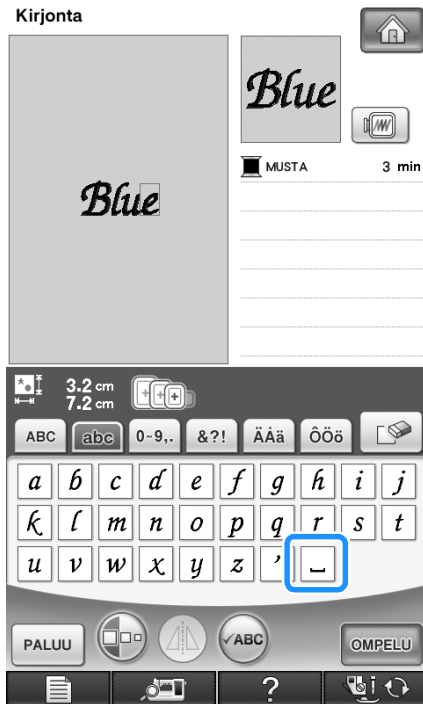 Kirjonta
Blue
MUSTA 3 min
Blue
3.2 cm
7.2 cm
ABC abc 0~9,. &?! ÄÅä ÔÖö
a b c d e f g h i j
k l m n o p q r s t
u v w x y z ’ ⎵
PALUU ✓ABC OMPELU
?